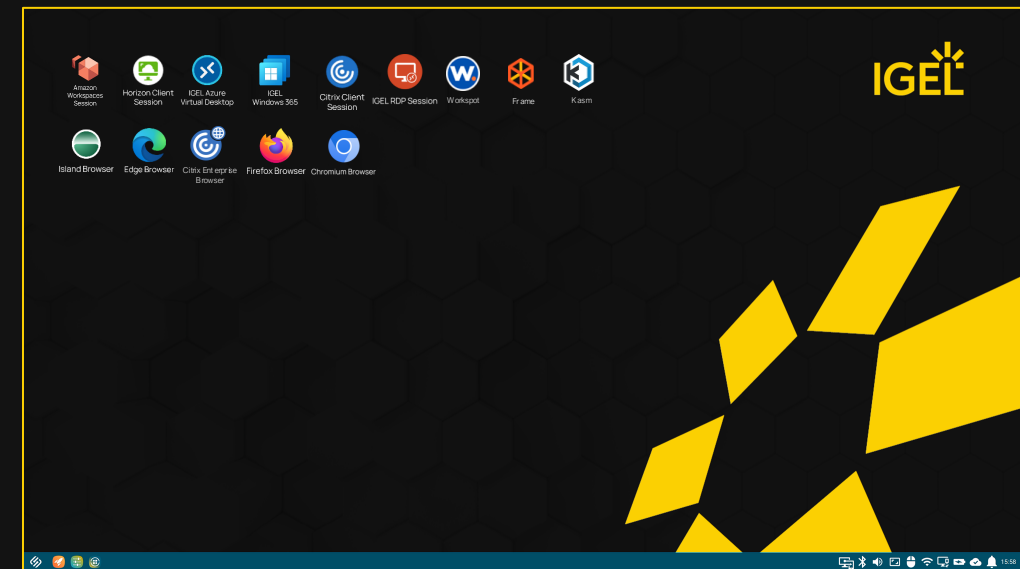 IGEL
Amazon
Workspaces
Session
Horizon Client
Session
IGEL Azure
Virtual Desktop
IGEL
Windows 365
Citrix Client
Session
IGEL RDP Session
W.
Workspot
Frame
Kasm
Island Browser
Edge Browser
Citrix Enterprise
Browser
Firefox Browser
Chromium Browser
15:58